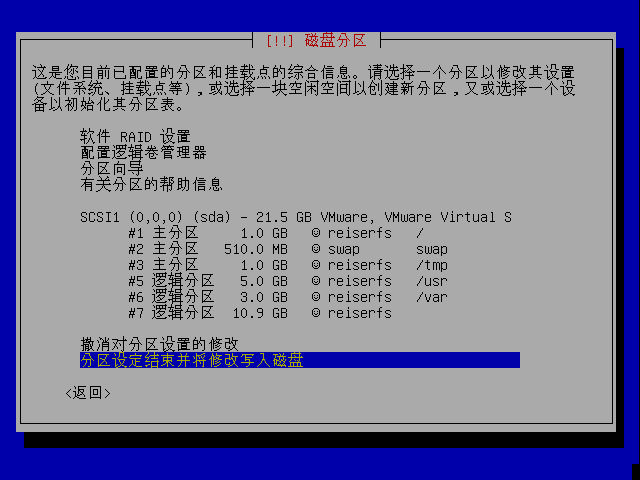 [!!] 磁盘分区
这是您目前已配置的分区和挂载点的综合信息。请选择一个分区以修改其设置
(文件系统、挂载点等)，或选择一块空闲空间以创建新分区，又或选择一个设
备以初始化其分区表。
软件 RAID 设置
配置逻辑卷管理器
分区向导
有关分区的帮助信息
SCSI1 (0,0,0) (sda) - 21.5 GB VMware, VMware Virtual S
#1 主分区 1.0 GB ☺ reiserfs /
#2 主分区 510.0 MB ☺ swap swap
#3 主分区 1.0 GB ☺ reiserfs /tmp
#5 逻辑分区 5.0 GB ☺ reiserfs /usr
#6 逻辑分区 3.0 GB ☺ reiserfs /var
#7 逻辑分区 10.9 GB ☺ reiserfs
撤消对分区设置的修改
分区设定结束并将修改写入磁盘
<返回>